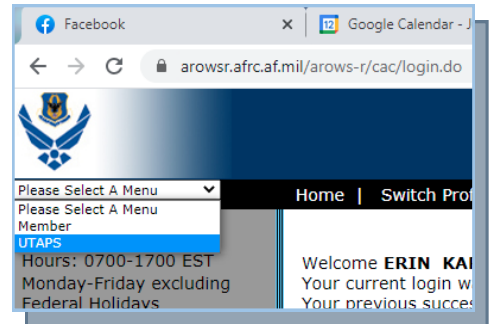 Facebook
12 Google Calendar - J
arowsr.afrc.af.mil/arows-r/cac/login.do
Please Select A Menu
Home | Switch Prof
Please Select A Menu
Member
UTAPS
Hours: 0700-1700 EST
Monday-Friday excluding
Federal Holidays
Welcome ERIN KA
Your current login w
Your previous succes